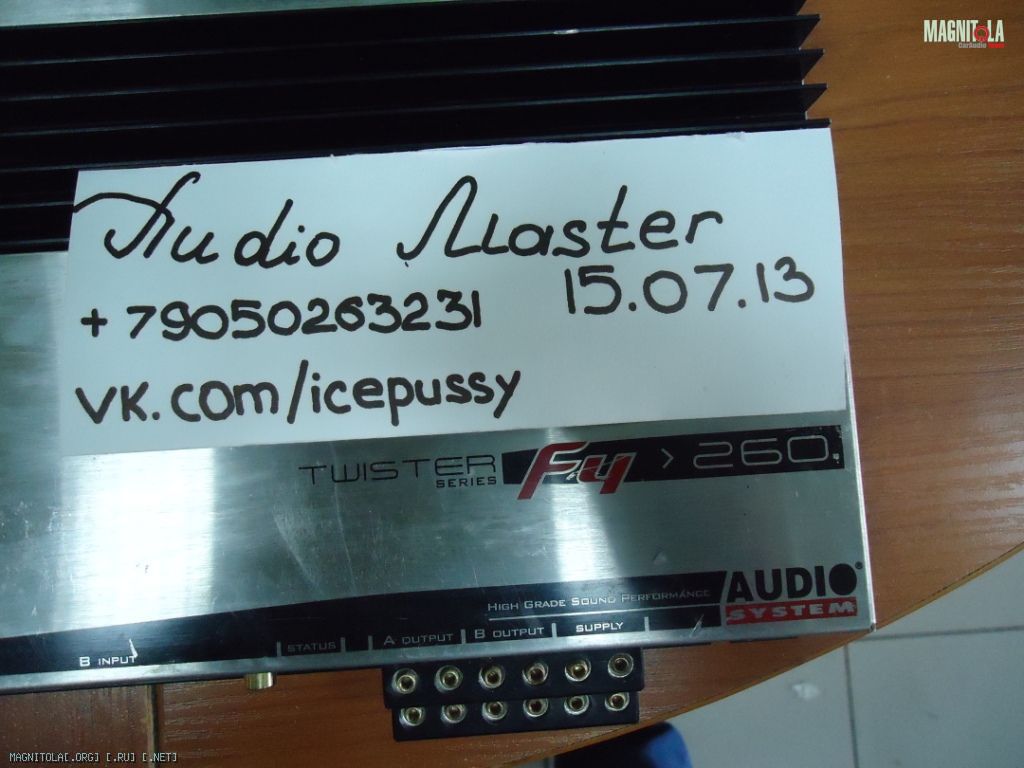 MAGNITOLA
CarAudio
Audio Master
15.07.13
+79050263231
vk.com/icepussy
TWISTER
SERIES
F4 > 260
AUDIO
SYSTEM
HIGH GRADE SOUND PERFORMANCE
B INPUT
STATUS
A OUTPUT
B OUTPUT
SUPPLY
MAGNITOLA[.ORG] [.RU] [.NET]